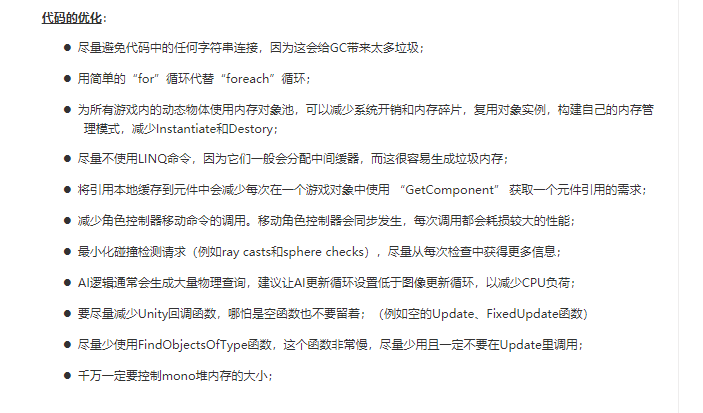 代码的优化：
● 尽量避免代码中的任何字符串连接，因为这会给GC带来太多垃圾；
● 用简单的“for”循环代替“foreach”循环；
● 为所有游戏内的动态物体使用内存对象池，可以减少系统开销和内存碎片，复用对象实例，构建自己的内存管
理模式，减少Instantiate和Destory；
● 尽量不使用LINQ命令，因为它们一般会分配中间缓器，而这很容易生成垃圾内存；
● 将引用本地缓存到元件中会减少每次在一个游戏对象中使用 “GetComponent” 获取一个元件引用的需求；
● 减少角色控制器移动命令的调用。移动角色控制器会同步发生，每次调用都会耗损较大的性能；
● 最小化碰撞检测请求（例如ray casts和sphere checks），尽量从每次检查中获得更多信息；
● AI逻辑通常会生成大量物理查询，建议让AI更新循环设置低于图像更新循环，以减少CPU负荷；
● 要尽量减少Unity回调函数，哪怕是空函数也不要留着；（例如空的Update、FixedUpdate函数）
● 尽量少使用FindObjectsOfType函数，这个函数非常慢，尽量少用且一定不要在Update里调用；
● 千万一定要控制mono堆内存的大小；